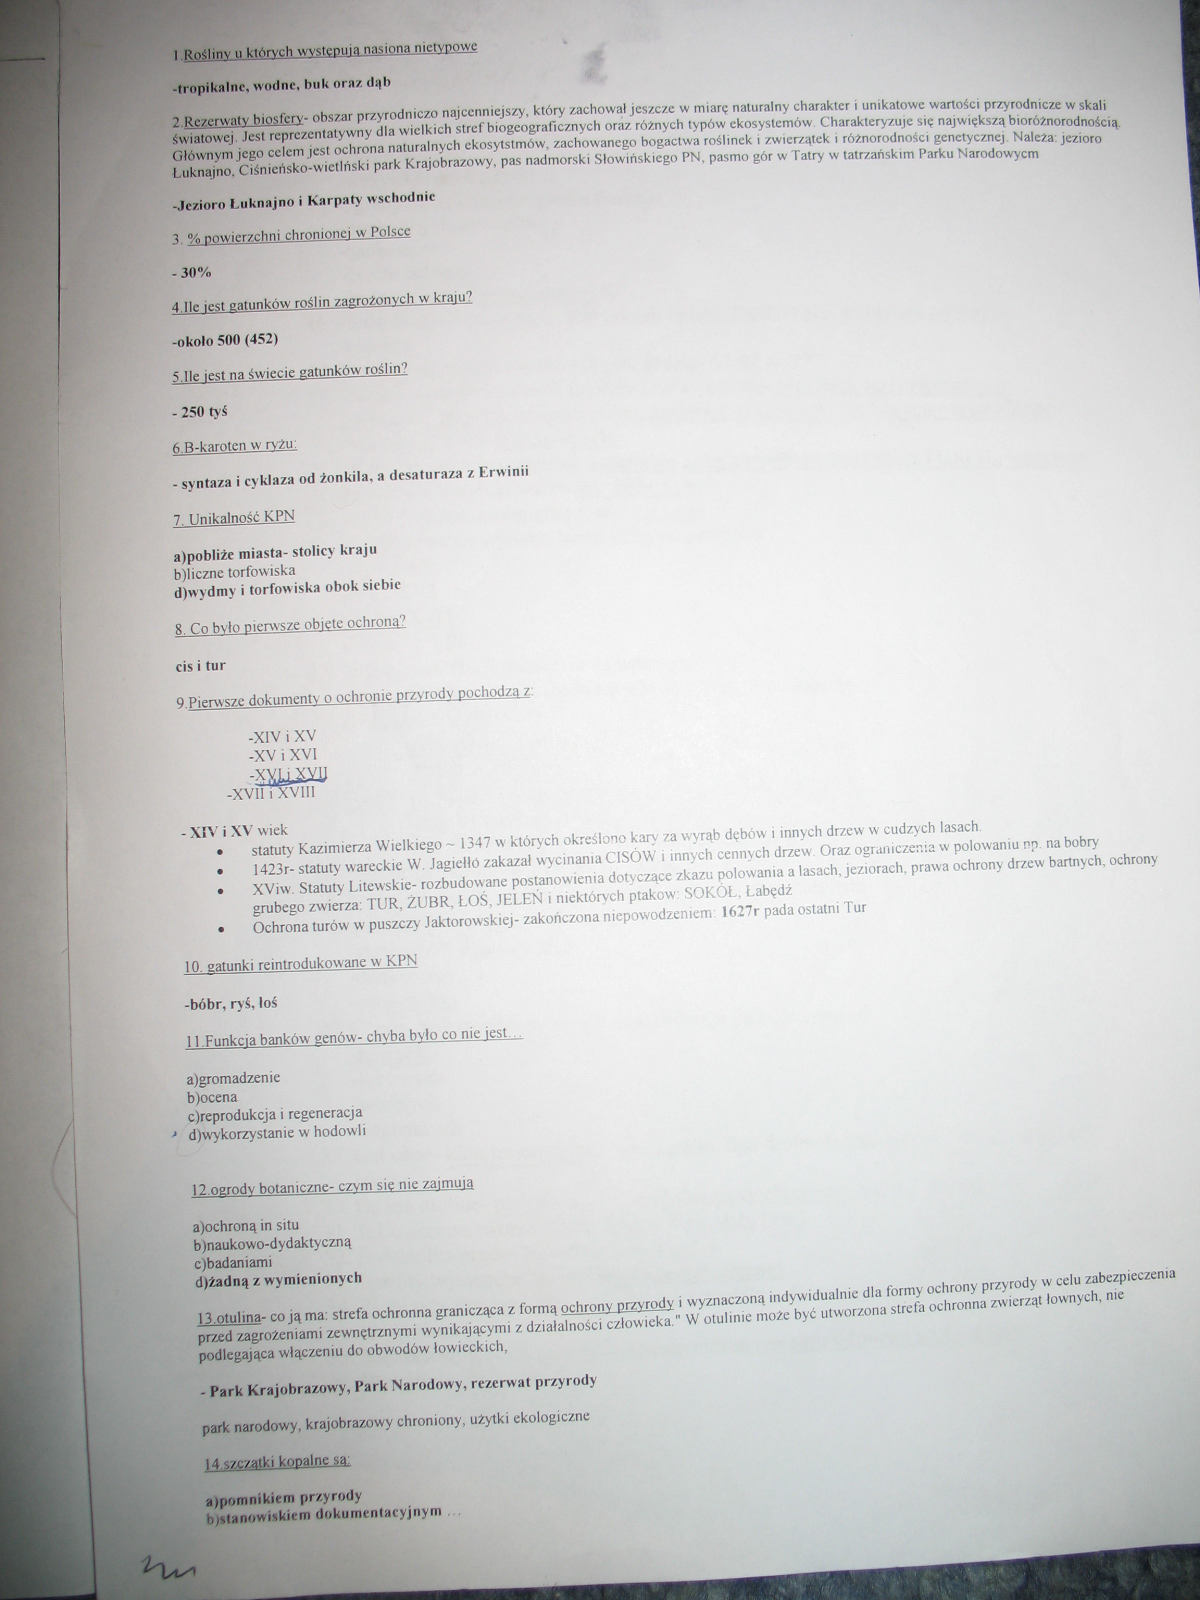 1.Rośliny u których występują nasiona nietypowe
-tropikalne, wodne, buk oraz dąb
2.Rezerwaty biosfery- obszar przyrodniczo najcenniejszy, który zachował jeszcze w miarę naturalny charakter i unikatowe wartości przyrodnicze w skali
światowej. Jest reprezentatywny dla wielkich stref biogeograficznych oraz różnych typów ekosystemów. Charakteryzuje się największą bioróżnorodnością.
Głównym jego celem jest ochrona naturalnych ekosytstmów, zachowanego bogactwa roślinek i zwierzątek i różnorodności genetycznej. Należa: jezioro
Łuknajno, Ciśnieńsko-wietlński park Krajobrazowy, pas nadmorski Słowińskiego PN, pasmo gór w Tatry w tatrzańskim Parku Narodowycm
-Jezioro Łuknajno i Karpaty wschodnie
3. % powierzchni chronionej w Polsce
- 30%
4.Ile jest gatunków roślin zagrożonych w kraju?
-około 500 (452)
5.Ile jest na świecie gatunków roślin?
- 250 tyś
6.B-karoten w ryżu:
- syntaza i cyklaza od żonkila, a desaturaza z Erwinii
7. Unikalność KPN
a)pobliże miasta- stolicy kraju
b)liczne torfowiska
d)wydmy i torfowiska obok siebie
8. Co było pierwsze objęte ochroną?
cis i tur
9.Pierwsze dokumenty o ochronie przyrody pochodzą z:
-XIV i XV
-XV i XVI
-XVI i XVII
-XVII i XVIII
- XIV i XV wiek
• statuty Kazimierza Wielkiego ~ 1347 w których określono kary za wyrąb dębów i innych drzew w cudzych lasach.
• 1423r- statuty wareckie W. Jagiełłó zakazał wycinania CISÓW i innych cennych drzew. Oraz ograniczenia w polowaniu np. na bobry
• XViw. Statuty Litewskie- rozbudowane postanowienia dotyczące zkazu polowania a lasach, jeziorach, prawa ochrony drzew bartnych, ochrony
grubego zwierza: TUR, ŻUBR, ŁOŚ, JELEŃ i niektórych ptakow: SOKÓŁ, Łabędź
• Ochrona turów w puszczy Jaktorowskiej- zakończona niepowodzeniem: 1627r pada ostatni Tur
10. gatunki reintrodukowane w KPN
-bóbr, ryś, łoś
11.Funkcja banków genów- chyba było co nie jest...
a)gromadzenie
b)ocena
c)reprodukcja i regeneracja
d)wykorzystanie w hodowli
12.ogrody botaniczne- czym się nie zajmują
a)ochroną in situ
b)naukowo-dydaktyczną
c)badaniami
d)żadną z wymienionych
13.otulina- co ją ma: strefa ochronna granicząca z formą ochrony przyrody i wyznaczoną indywidualnie dla formy ochrony przyrody w celu zabezpieczenia
przed zagrożeniami zewnętrznymi wynikającymi z działalności człowieka." W otulinie może być utworzona strefa ochronna zwierząt łownych, nie
podlegająca włączeniu do obwodów łowieckich,
- Park Krajobrazowy, Park Narodowy, rezerwat przyrody
park narodowy, krajobrazowy chroniony, użytki ekologiczne
14.szczątki kopalne są:
a)pomnikiem przyrody
b)stanowiskiem dokumentacyjnym ...